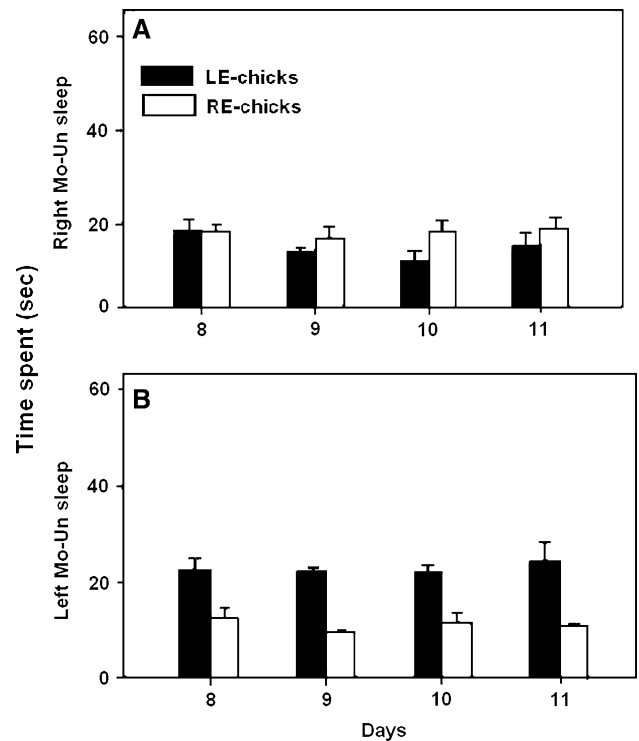 A
LE-chicks
RE-chicks
Right Mo-Un sleep
60
40
20
0
8 9 10 11
Time spent (sec)
B
Left Mo-Un sleep
60
40
20
0
8 9 10 11
Days